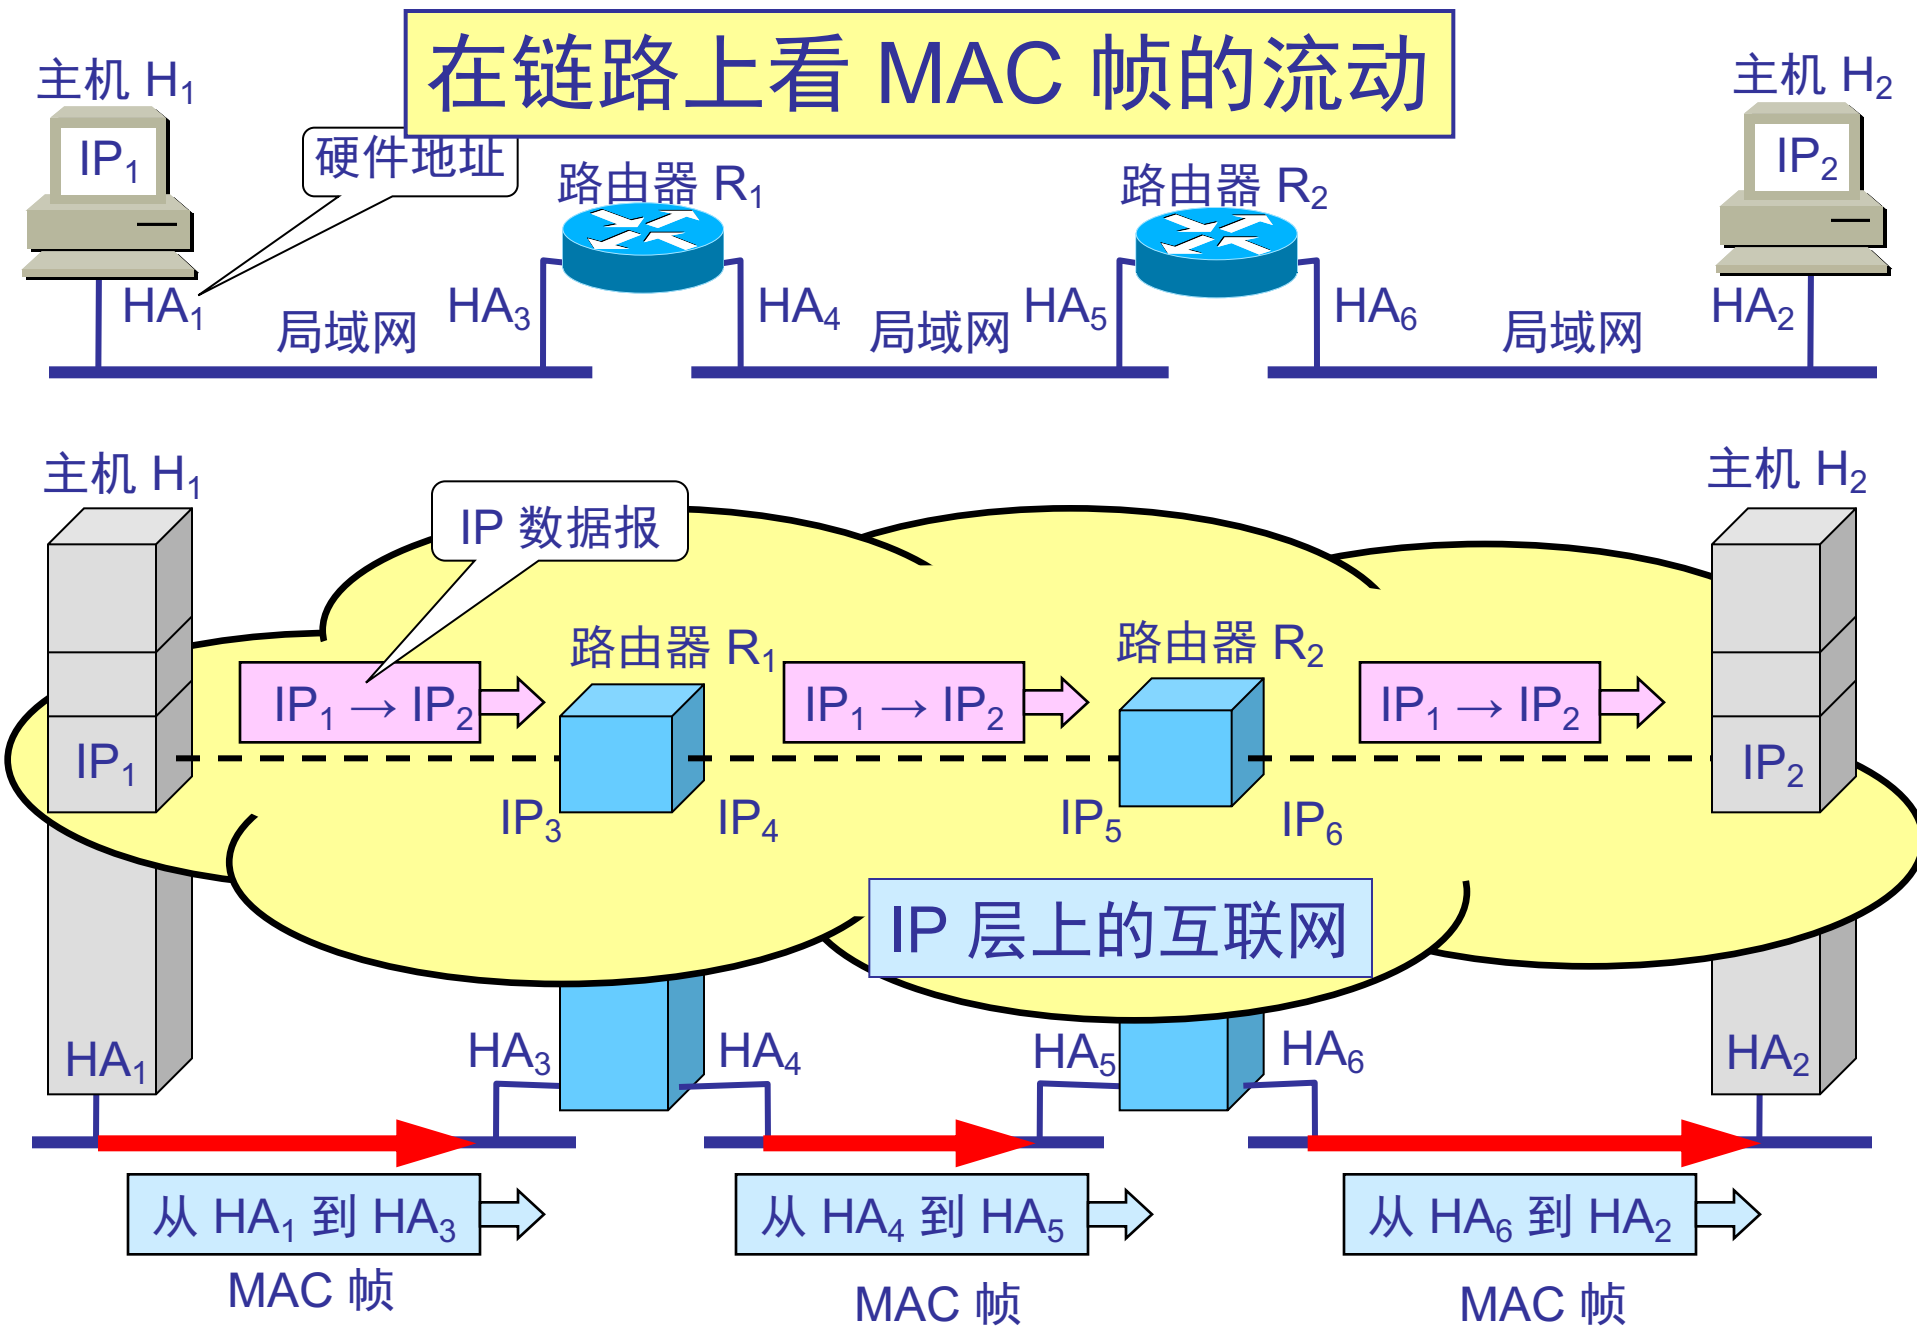 在链路上看 MAC 帧的流动
主机 H₁
主机 H₂
IP₁
硬件地址
路由器 R₁
路由器 R₂
IP₂
HA₁
局域网
HA₃
HA₄
局域网
HA₅
HA₆
局域网
HA₂
主机 H₁
主机 H₂
IP 数据报
路由器 R₁
路由器 R₂
IP₁ → IP₂
IP₁ → IP₂
IP₁ → IP₂
IP₁
IP₂
IP₃
IP₄
IP₅
IP₆
IP 层上的互联网
HA₁
HA₃
HA₄
HA₅
HA₆
HA₂
从 HA₁ 到 HA₃
从 HA₄ 到 HA₅
从 HA₆ 到 HA₂
MAC 帧
MAC 帧
MAC 帧